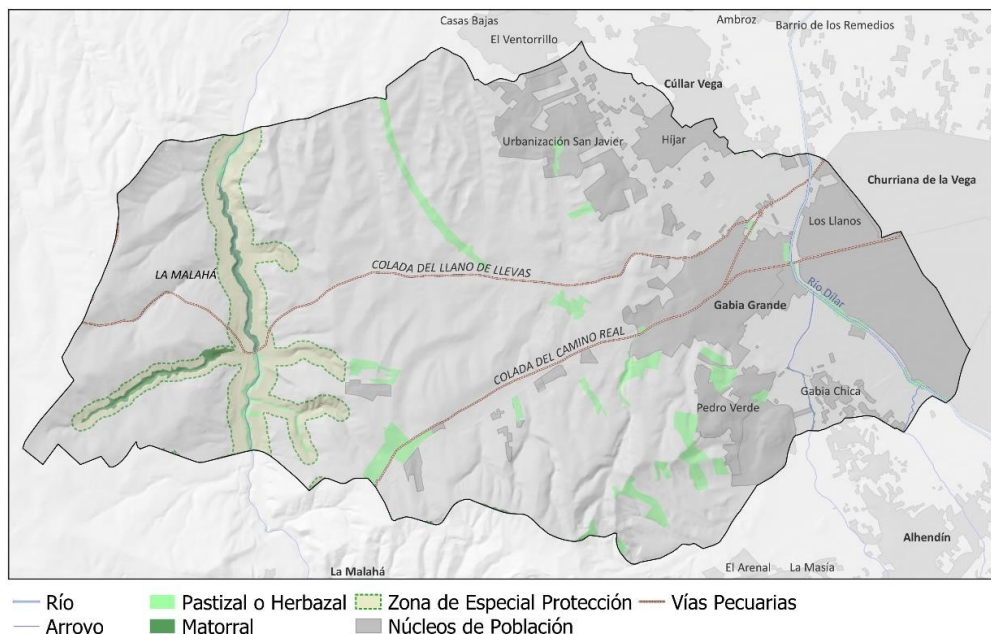 Casas Bajas
Ambroz
Barrio de los Remedios
El Ventorrillo
Cúllar Vega
Urbanización San Javier
Híjar
Churriana de la Vega
Los Llanos
LA MALAHÁ
COLADA DEL LLANO DE LLEVAS
Río Dílar
Gabia Grande
COLADA DEL CAMINO REAL
Gabia Chica
Pedro Verde
Alhendín
La Malahá
El Arenal
La Masía
Río
Pastizal o Herbazal
Zona de Especial Protección
Vías Pecuarias
Arroyo
Matorral
Núcleos de Población